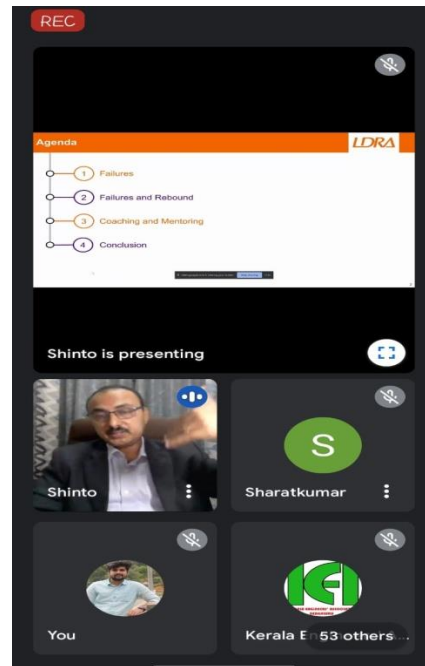 REC
Agenda
LDRA
1 Failures
2 Failures and Rebound
3 Coaching and Mentoring
4 Conclusion
Shinto is presenting
Shinto
S
Sharatkumar
You
KEA
Kerala E
53 others